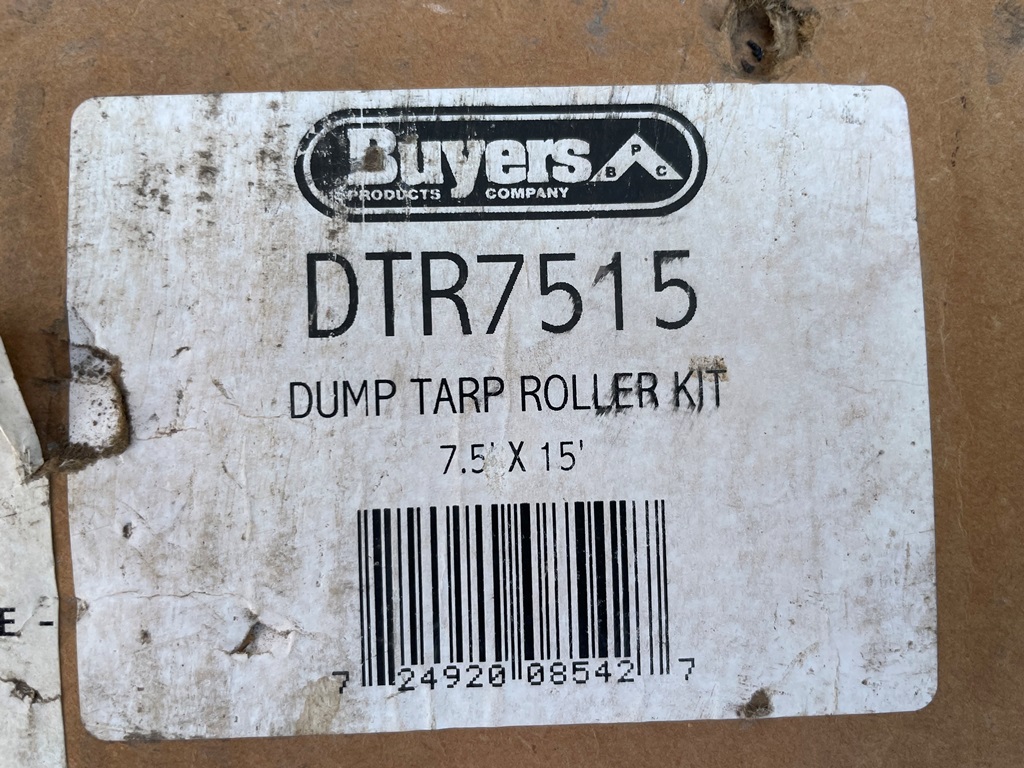 Buyers
PRODUCTS COMPANY
B P C
DTR7515
DUMP TARP ROLLER KIT
7.5' X 15'
7 24920 08542 7
E -